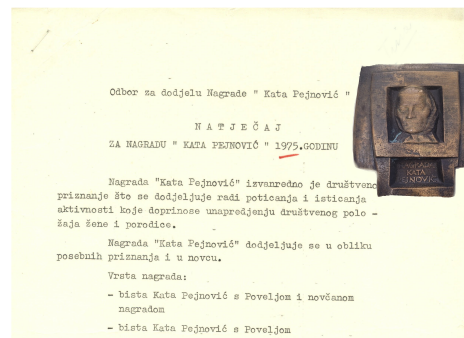 Odbor za dodjelu Nagrade " Kata Pejnović "
N A T J E Č A J
ZA NAGRADU " KATA PEJNOVIĆ " 1975.GODINU
Nagrada "Kata Pejnović" izvanredno je društveno
priznanje što se dodjeljuje radi poticanja i isticanja
aktivnosti koje doprinose unapredjenju društvenog polo -
žaja žene i porodice.
Nagrada "Kata Pejnović" dodjeljuje se u obliku
posebnih priznanja i u novcu.
Vrsta nagrada:
- bista Kata Pejnović s Poveljom i novčanom
nagradom
- bista Kata Pejnović s Poveljom
NAGRADA
KATA